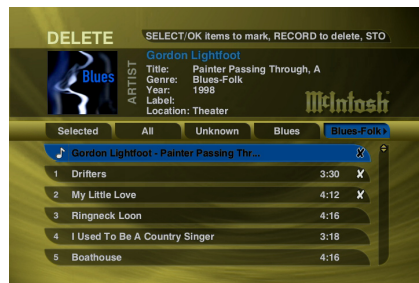 DELETE
SELECT/OK items to mark, RECORD to delete, STO
Blues
ARTIST
Gordon Lightfoot
Title: Painter Passing Through, A
Genre: Blues-Folk
Year: 1998
Label:
Location: Theater
McIntosh
Selected All Unknown Blues Blues-Folk
Gordon Lightfoot - Painter Passing Thr... X
1 Drifters 3:30 X
2 My Little Love 4:12 X
3 Ringneck Loon 4:16
4 I Used To Be A Country Singer 3:18
5 Boathouse 4:16